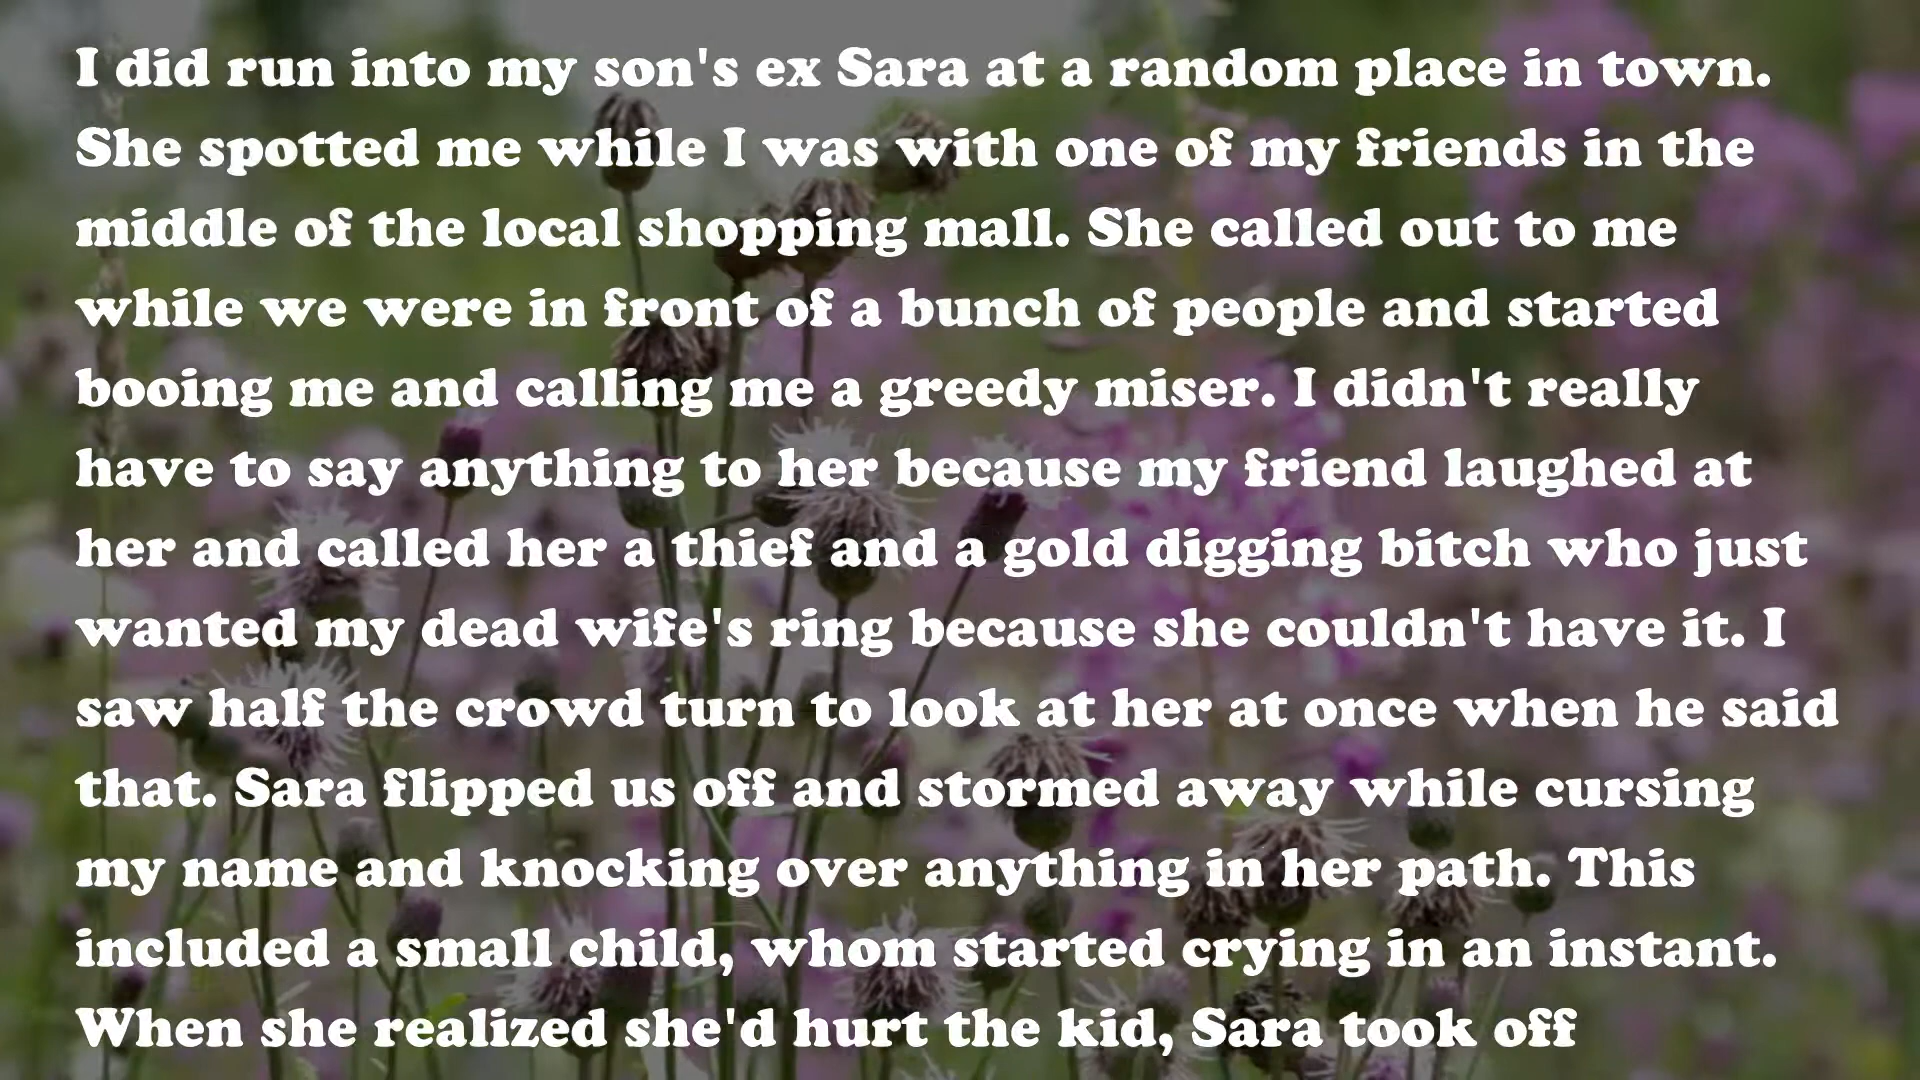 I did run into my son's ex Sara at a random place in town.
She spotted me while I was with one of my friends in the
middle of the local shopping mall. She called out to me
while we were in front of a bunch of people and started
booing me and calling me a greedy miser. I didn't really
have to say anything to her because my friend laughed at
her and called her a thief and a gold digging bitch who just
wanted my dead wife's ring because she couldn't have it. I
saw half the crowd turn to look at her at once when he said
that. Sara flipped us off and stormed away while cursing
my name and knocking over anything in her path. This
included a small child, whom started crying in an instant.
When she realized she'd hurt the kid, Sara took off